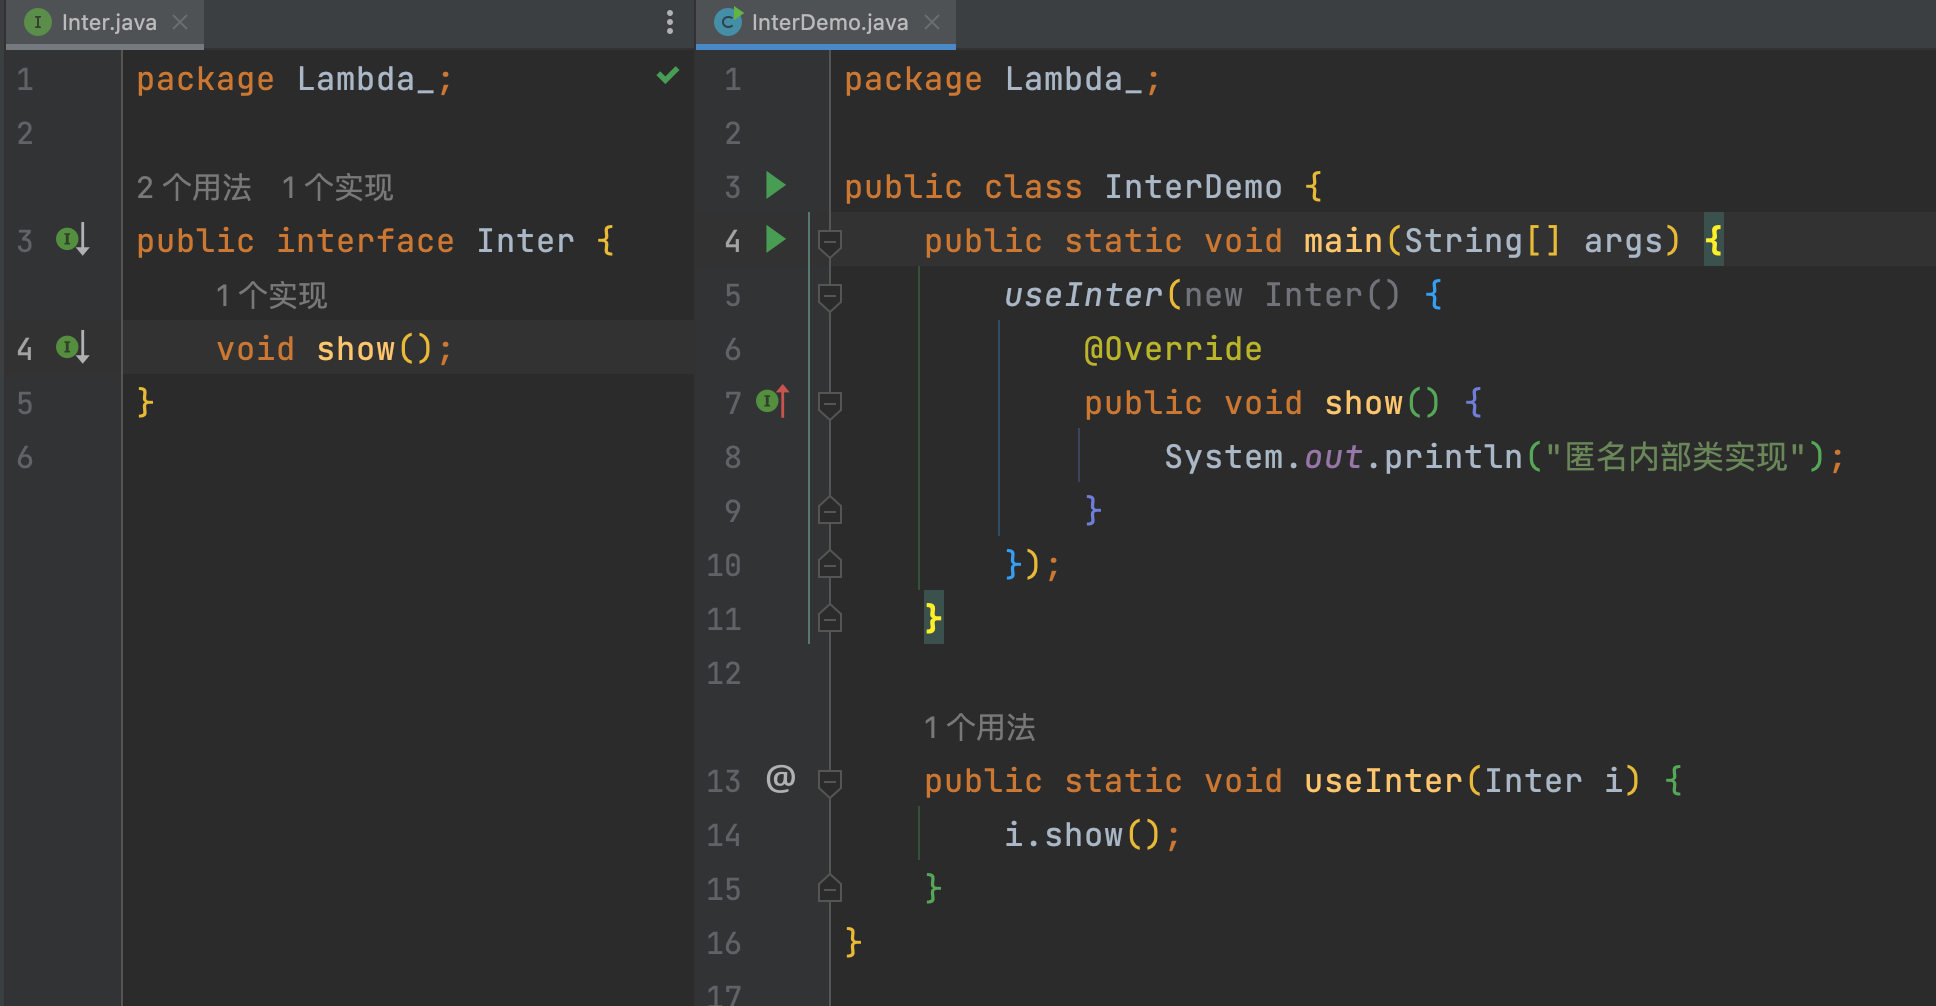 Inter.java
1 package Lambda_;
2
2 个用法 1 个实现
3 public interface Inter {
1 个实现
4 void show();
5 }
6
InterDemo.java
1 package Lambda_;
2
3 public class InterDemo {
4 public static void main(String[] args) {
5 useInter(new Inter() {
6 @Override
7 public void show() {
8 System.out.println("匿名内部类实现");
9 }
10 });
11 }
12
1 个用法
13 @ public static void useInter(Inter i) {
14 i.show();
15 }
16 }
17